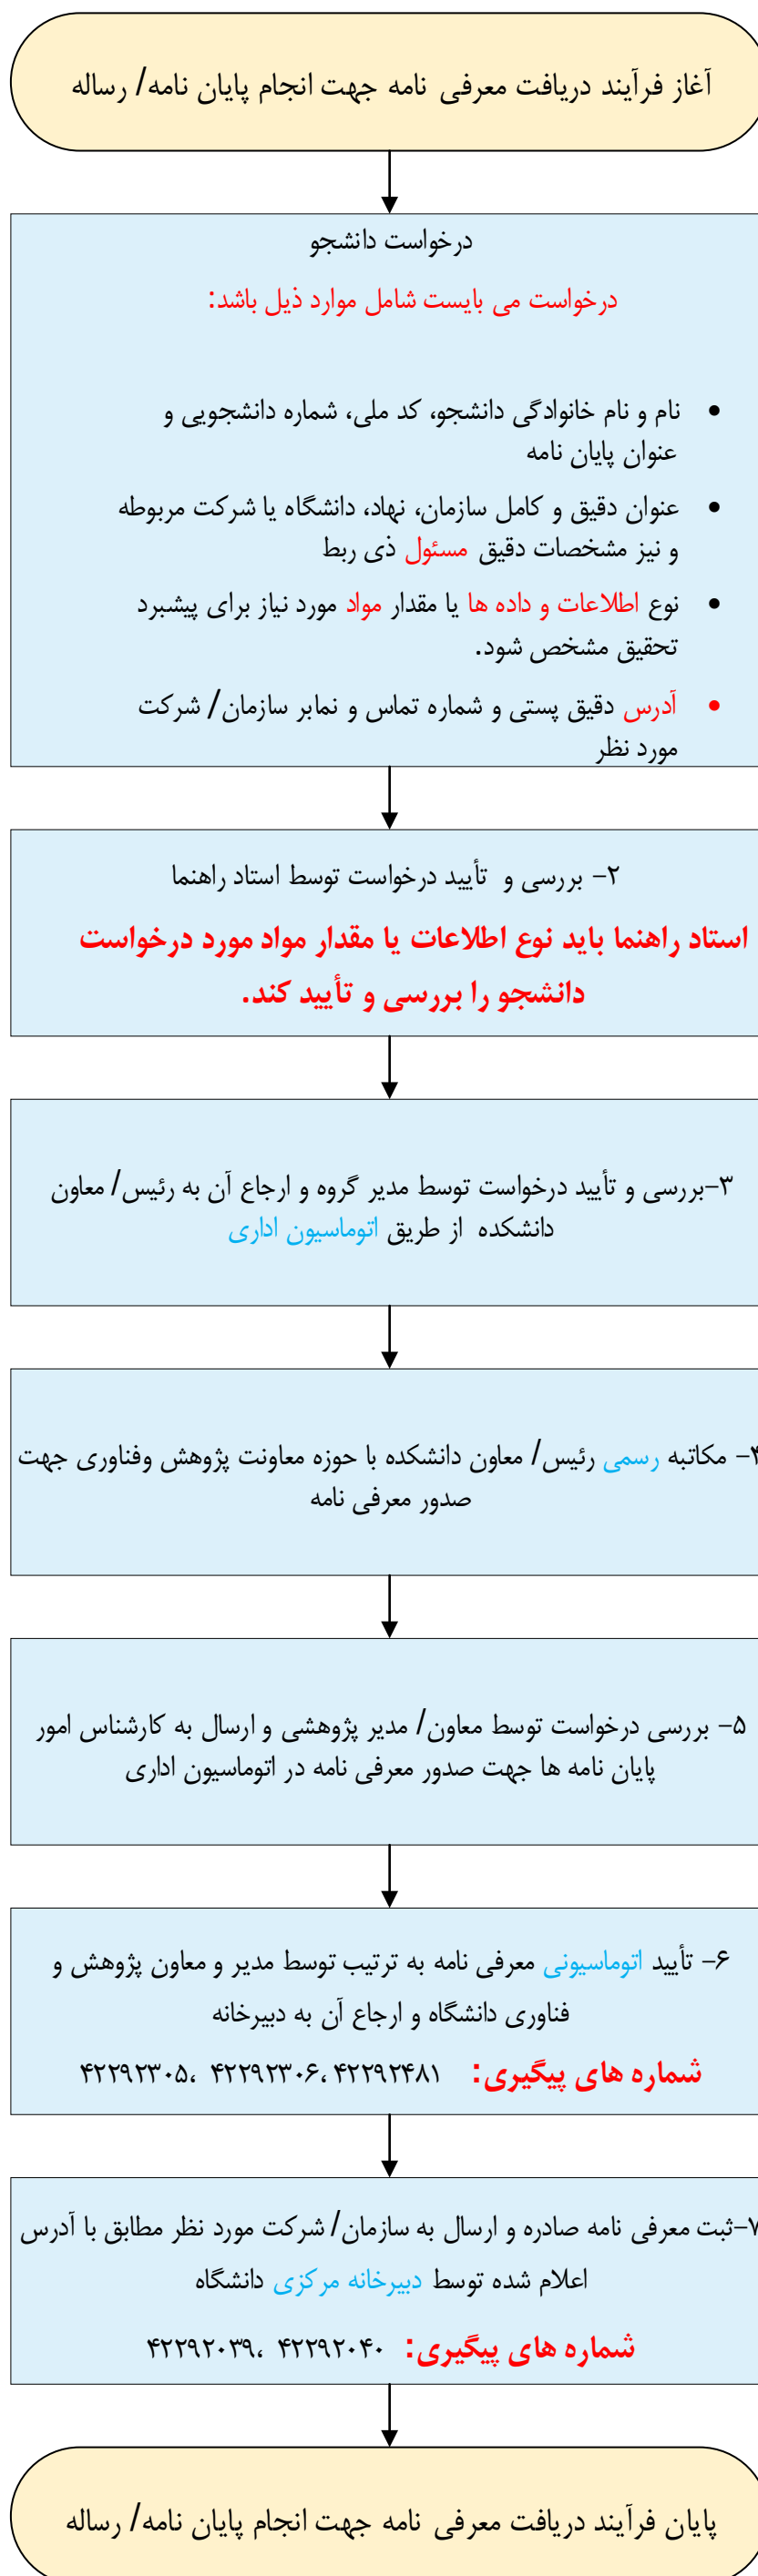 آغاز فرآیند دریافت معرفی نامه جهت انجام پایان نامه/ رساله
درخواست دانشجو
درخواست می بایست شامل موارد ذیل باشد:
• نام و نام خانوادگی دانشجو، کد ملی، شماره دانشجویی و
عنوان پایان نامه
• عنوان دقیق و کامل سازمان، نهاد، دانشگاه یا شرکت مربوطه
و نیز مشخصات دقیق مسئول ذی ربط
• نوع اطلاعات و داده ها یا مقدار مواد مورد نیاز برای پیشبرد
تحقیق مشخص شود.
• آدرس دقیق پستی و شماره تماس و نمابر سازمان/ شرکت
مورد نظر
۲- بررسی و تأیید درخواست توسط استاد راهنما
استاد راهنما باید نوع اطلاعات یا مقدار مواد مورد درخواست
دانشجو را بررسی و تأیید کند.
۳-بررسی و تأیید درخواست توسط مدیر گروه و ارجاع آن به رئیس/ معاون
دانشکده از طریق اتوماسیون اداری
۴- مکاتبه رسمی رئیس/ معاون دانشکده با حوزه معاونت پژوهش وفناوری جهت
صدور معرفی نامه
۵- بررسی درخواست توسط معاون/ مدیر پژوهشی و ارسال به کارشناس امور
پایان نامه ها جهت صدور معرفی نامه در اتوماسیون اداری
۶- تأیید اتوماسیونی معرفی نامه به ترتیب توسط مدیر و معاون پژوهش و
فناوری دانشگاه و ارجاع آن به دبیرخانه
شماره های پیگیری: ۴۲۲۹۲۴۸۱، ۴۲۲۹۲۳۰۶، ۴۲۲۹۲۳۰۵
۷-ثبت معرفی نامه صادره و ارسال به سازمان/ شرکت مورد نظر مطابق با آدرس
اعلام شده توسط دبیرخانه مرکزی دانشگاه
شماره های پیگیری: ۴۲۲۹۲۰۴۰، ۴۲۲۹۲۰۳۹
پایان فرآیند دریافت معرفی نامه جهت انجام پایان نامه/ رساله